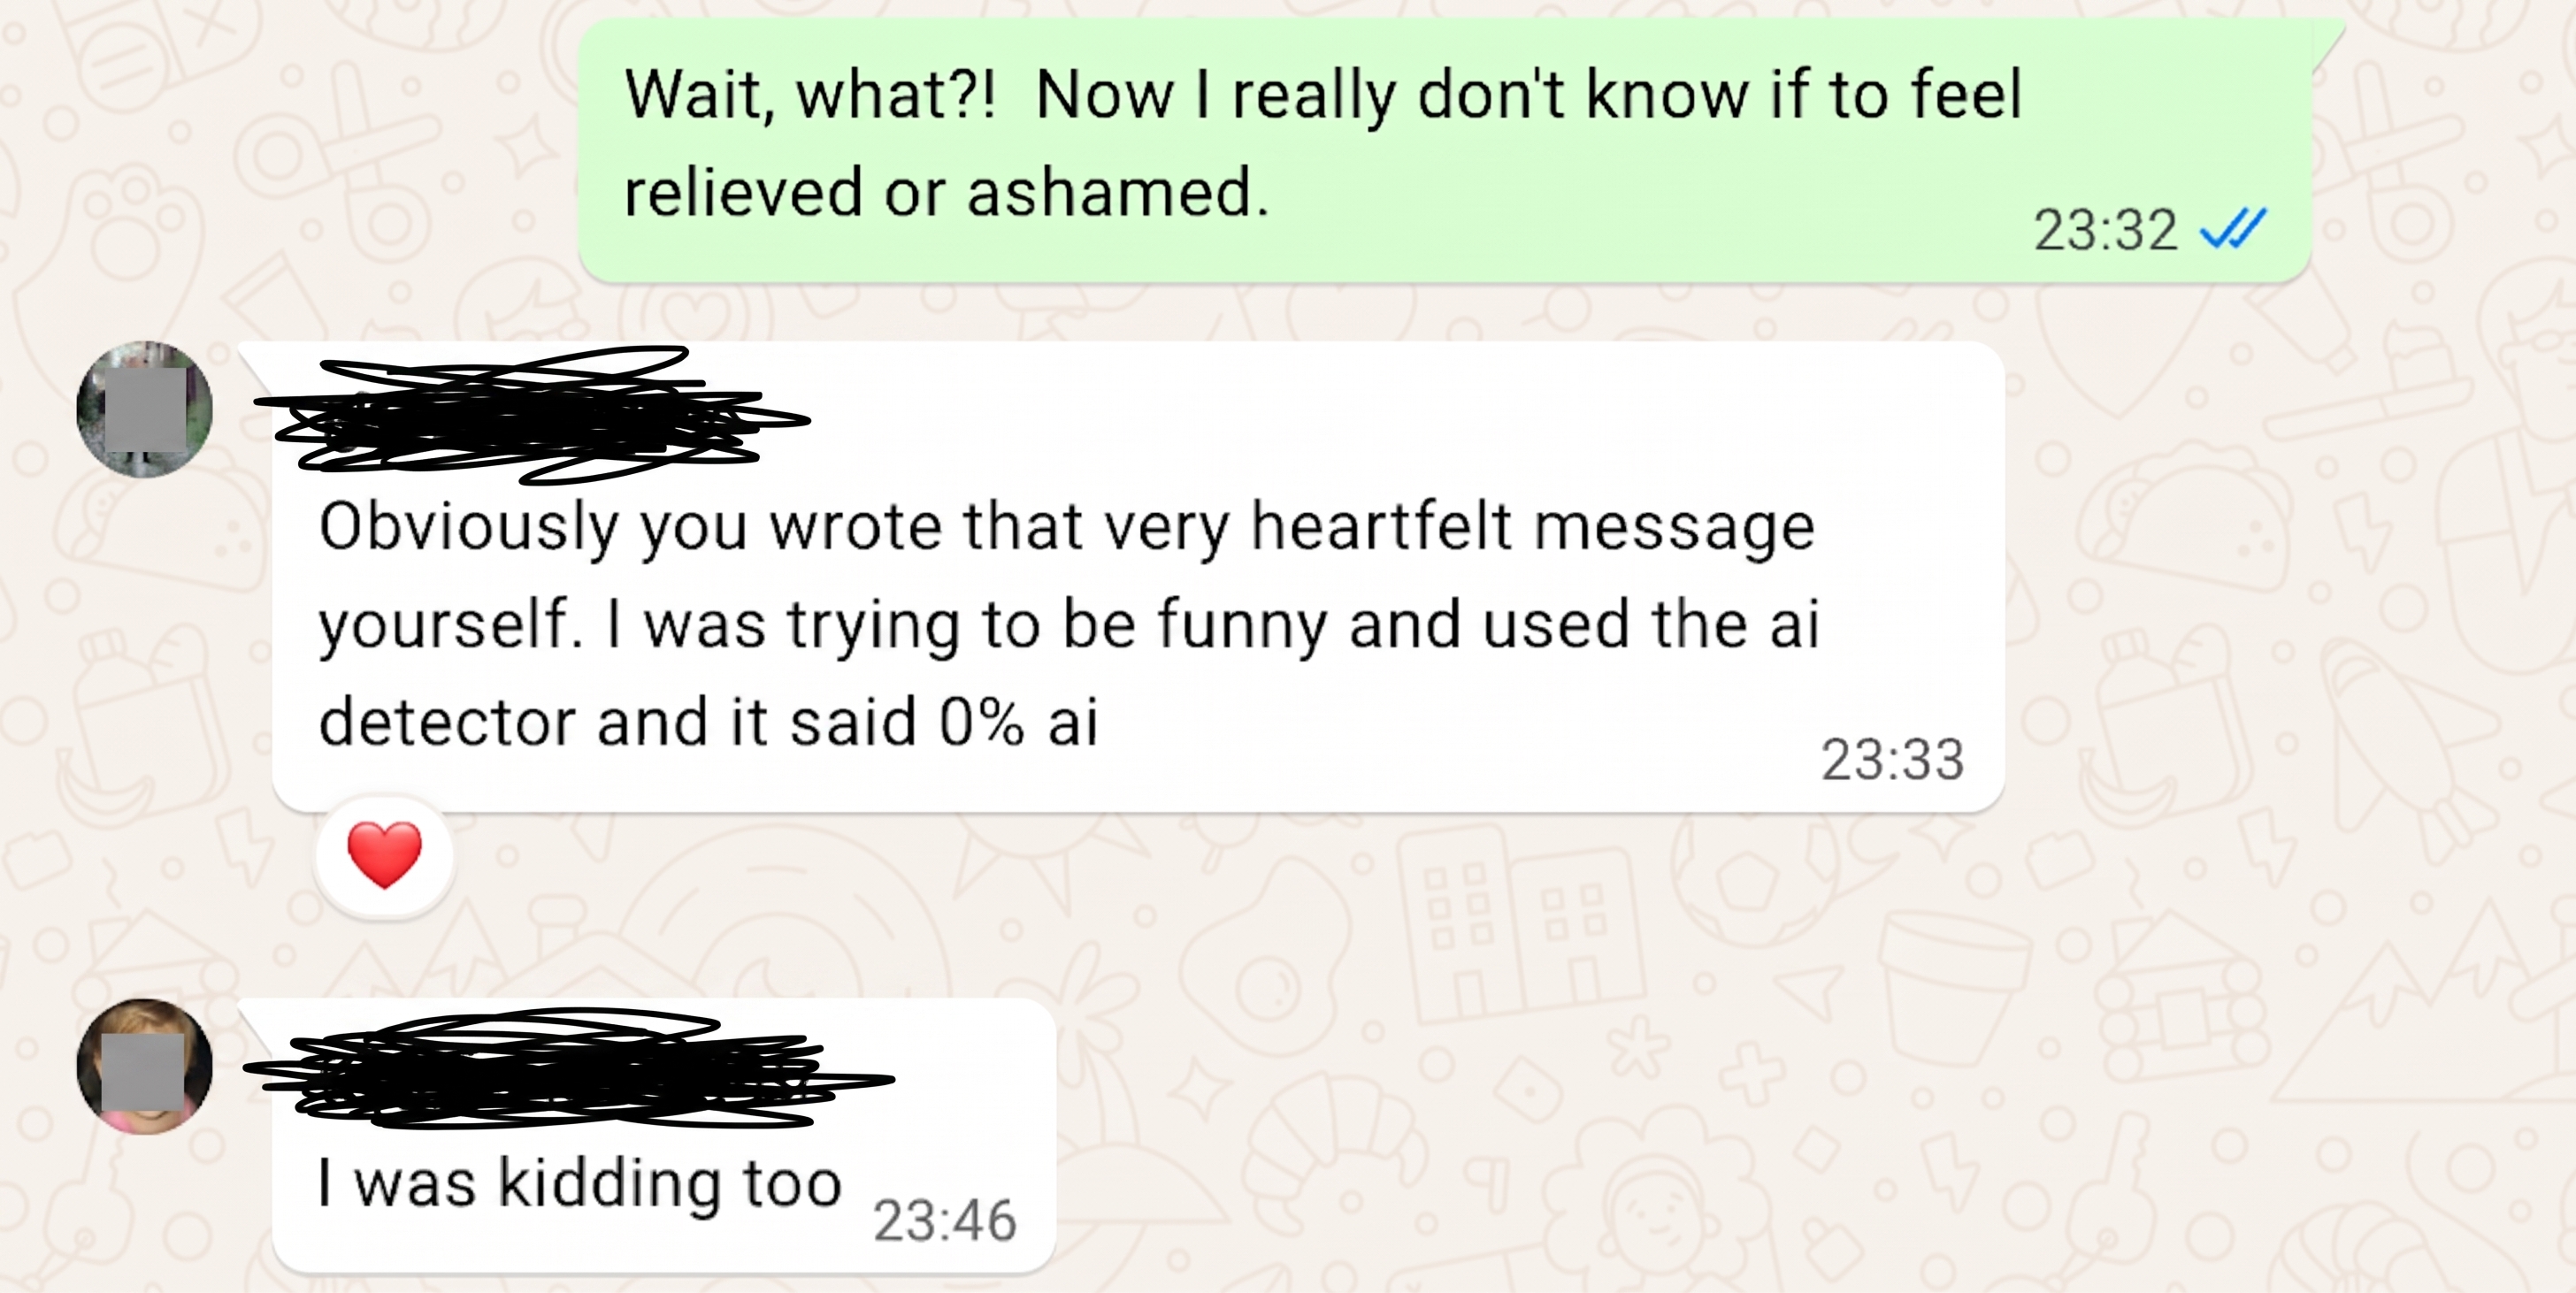 Wait, what?!  Now I really don't know if to feel
relieved or ashamed.
23:32
Obviously you wrote that very heartfelt message
yourself. I was trying to be funny and used the ai
detector and it said 0% ai
23:33
I was kidding too
23:46